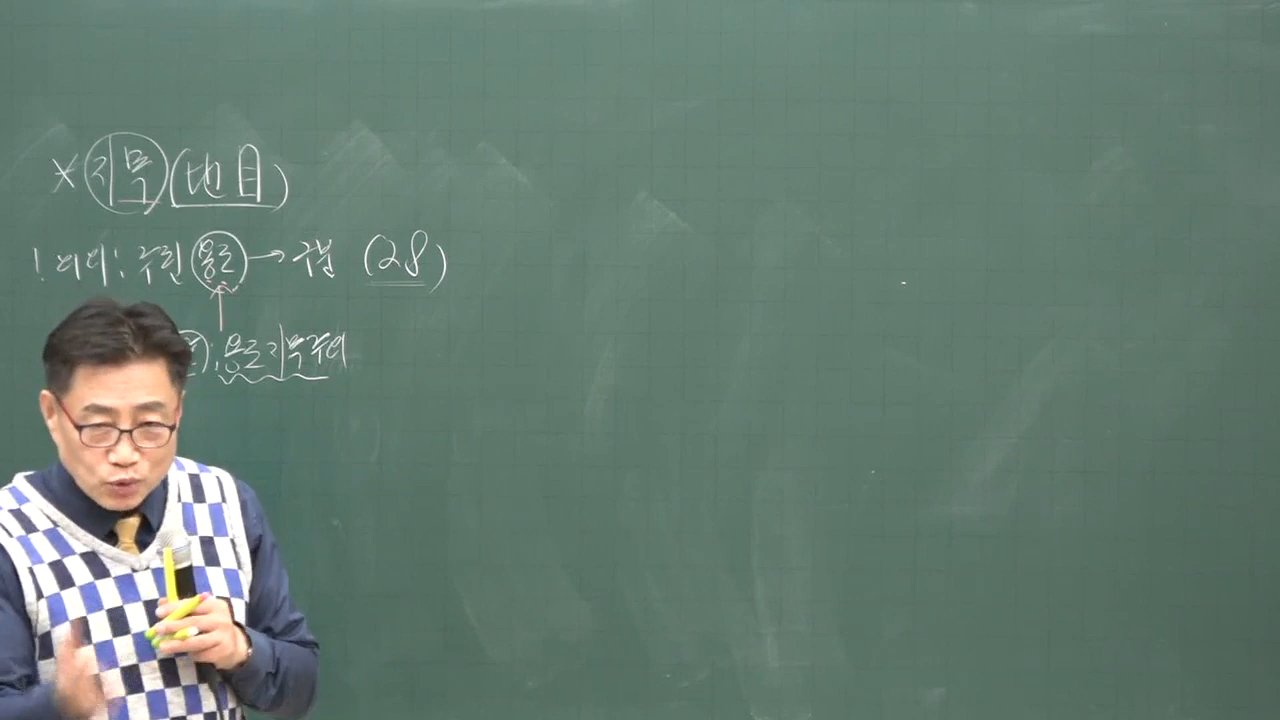 * 지목 (地目)
1. 의의 : 주된 용도 → 구분 (28)
: 용도지목주의